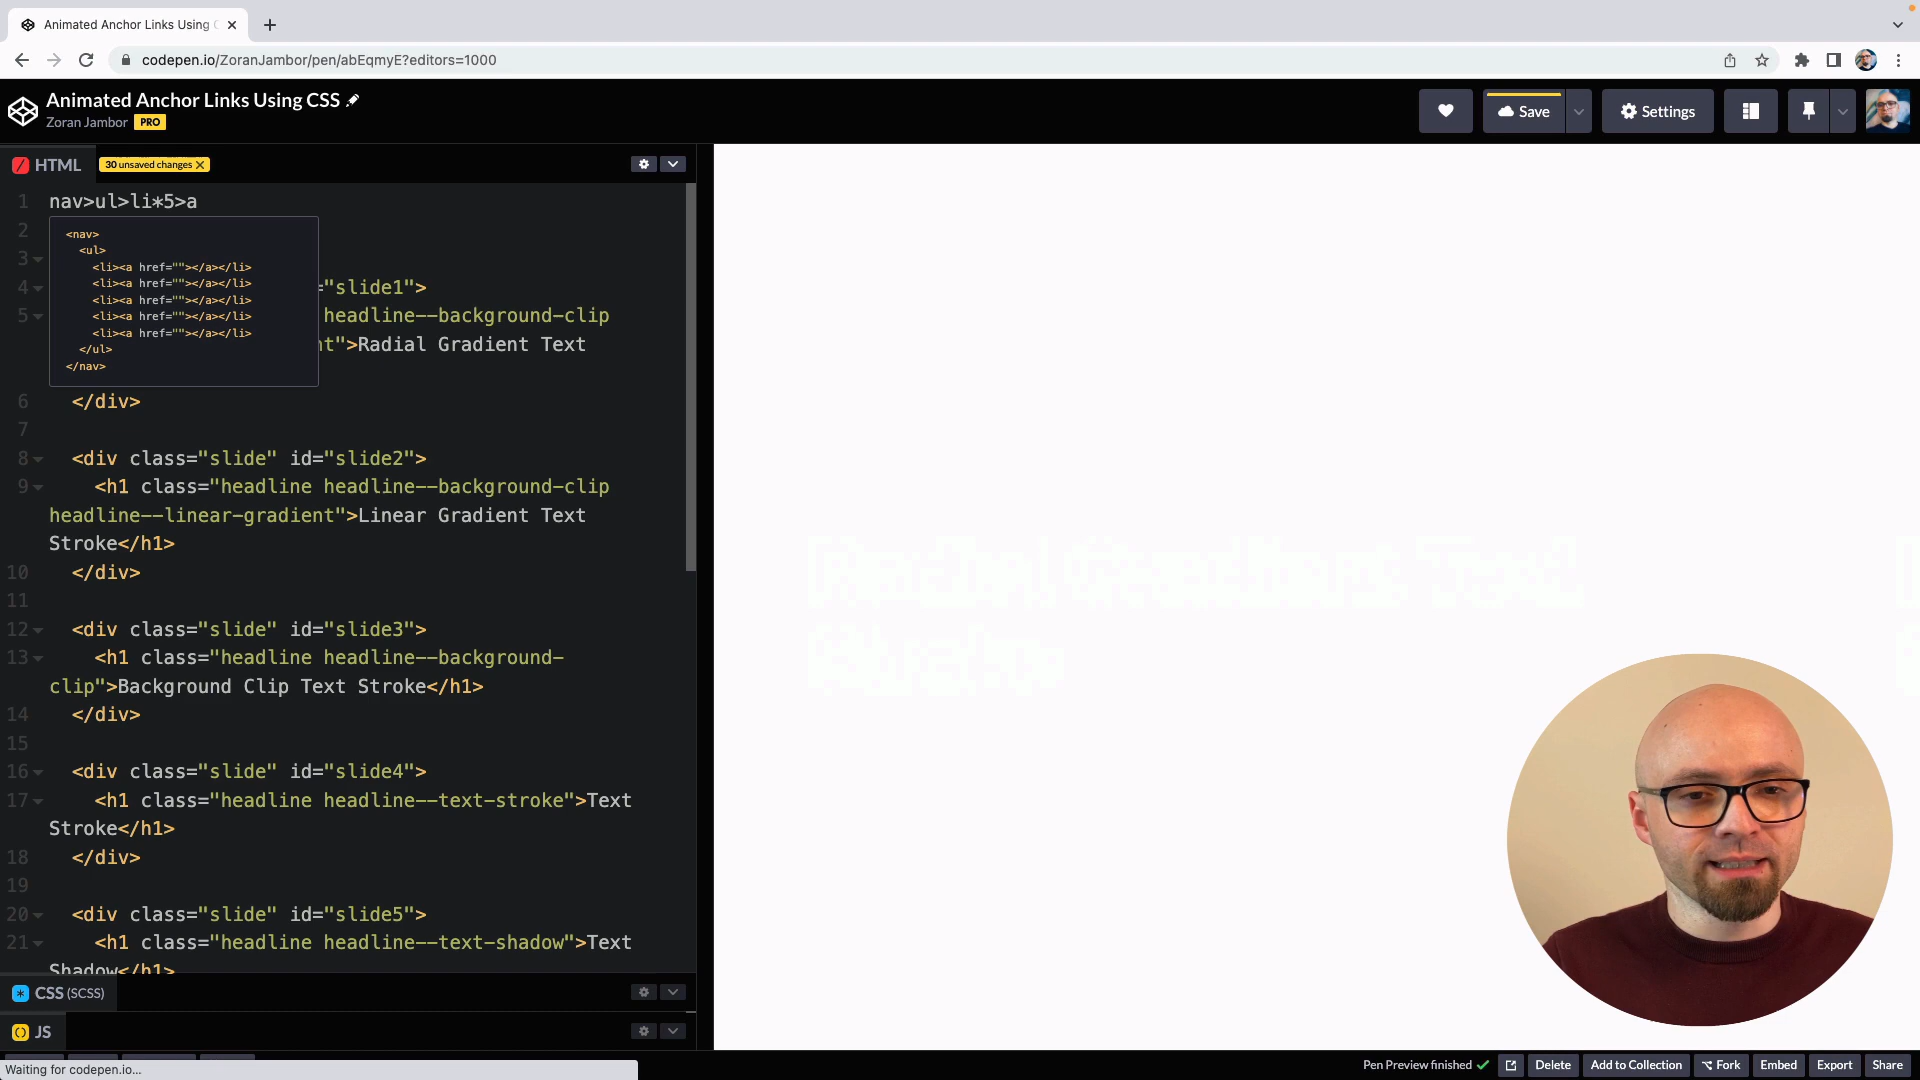 Animated Anchor Links Using
codepen.io/ZoranJambor/pen/abEqmyE?editors=1000
Animated Anchor Links Using CSS
Zoran Jambor PRO
Save
Settings
HTML
30 unsaved changes
1 nav>ul>li*5>a
2
<nav>
<ul>
3
<li><a href=""></a></li>
<li><a href=""></a></li>
4 ="slide1">
<li><a href=""></a></li>
<li><a href=""></a></li>
5 headline--background-clip
<li><a href=""></a></li>
</ul>
nt">Radial Gradient Text
</nav>
6 </div>
7
8 <div class="slide" id="slide2">
9 <h1 class="headline headline--background-clip
headline--linear-gradient">Linear Gradient Text
Stroke</h1>
10 </div>
11
12 <div class="slide" id="slide3">
13 <h1 class="headline headline--background-
clip">Background Clip Text Stroke</h1>
14 </div>
15
16 <div class="slide" id="slide4">
17 <h1 class="headline headline--text-stroke">Text
Stroke</h1>
18 </div>
19
20 <div class="slide" id="slide5">
21 <h1 class="headline headline--text-shadow">Text
Shadow</h1>
CSS (SCSS)
JS
Waiting for codepen.io...
Pen Preview finished
Delete
Add to Collection
Fork
Embed
Export
Share